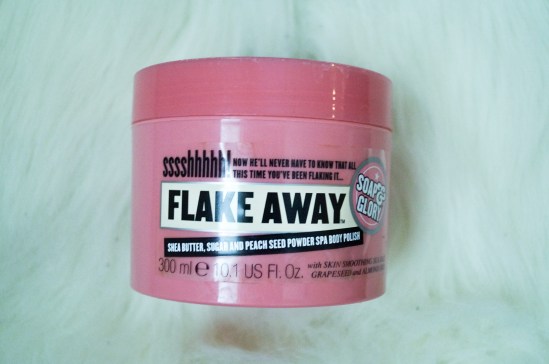 sssshhhhh! NOW HE'LL NEVER HAVE TO KNOW THAT ALL
THIS TIME YOU'VE BEEN FLAKING IT...
FLAKE AWAY™
SOAP &
GLORY
SHEA BUTTER, SUGAR AND PEACH SEED POWDER SPA BODY POLISH
300 ml e 10.1 US Fl. Oz.
with SKIN SMOOTHING
GRAPESEED and ALMOND